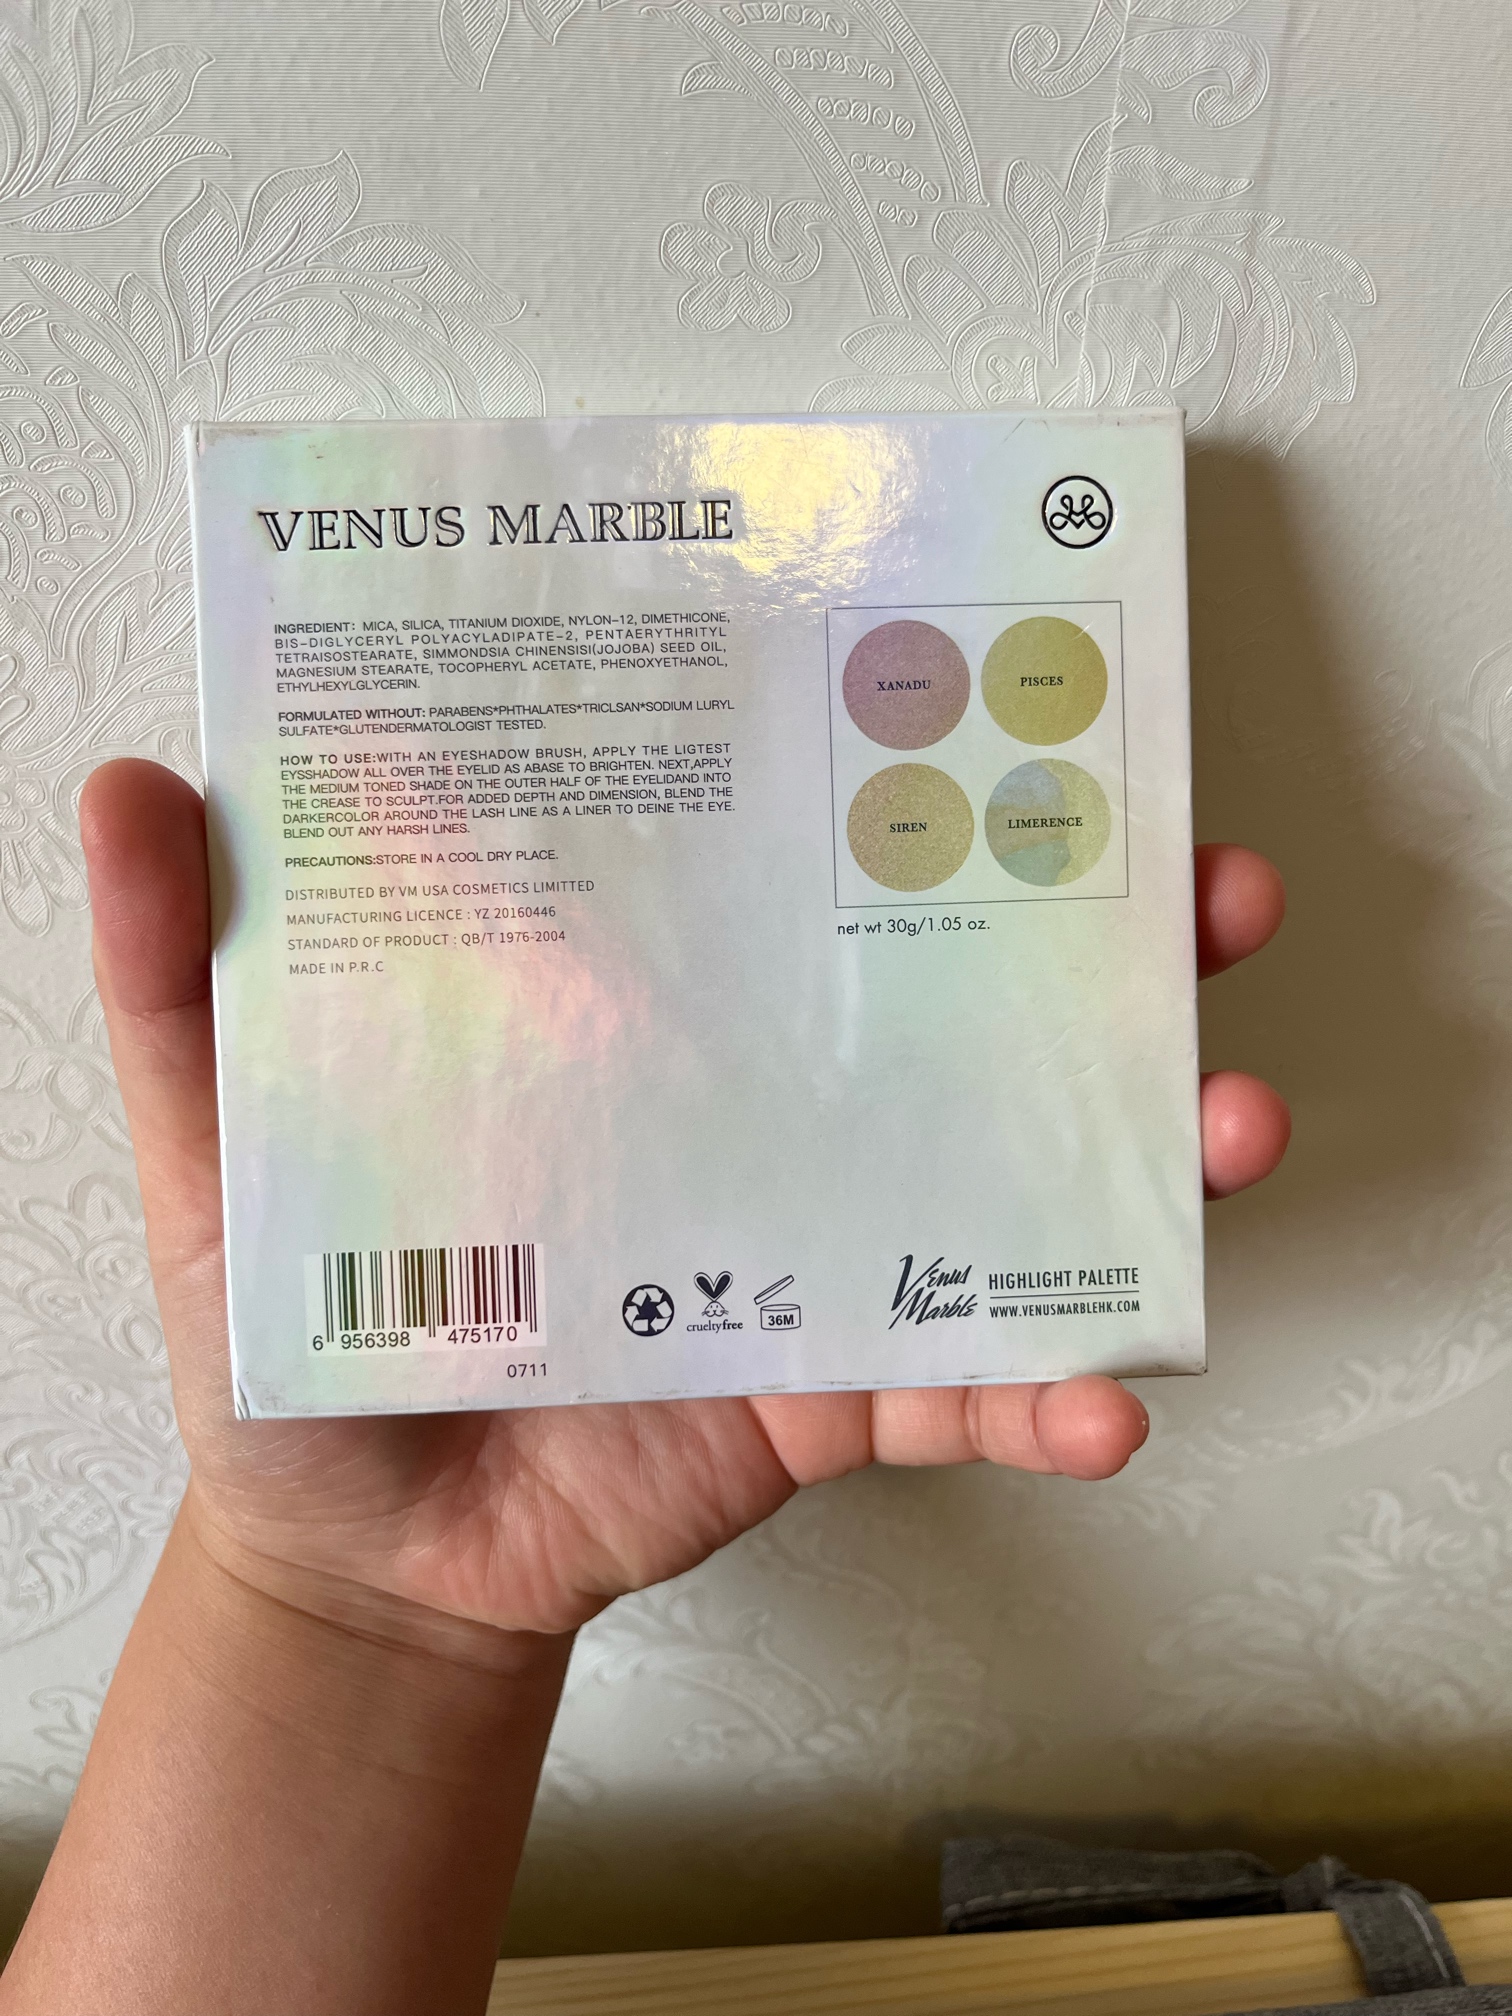 VENUS MARBLE
INGREDIENT: MICA, SILICA, TITANIUM DIOXIDE, NYLON-12, DIMETHICONE,
BIS-DIGLYCERYL POLYACYLADIPATE-2, PENTAERYTHRITYL
TETRAISOSTEARATE, SIMMONDSIA CHINENSISI(JOJOBA) SEED OIL,
MAGNESIUM STEARATE, TOCOPHERYL ACETATE, PHENOXYETHANOL,
ETHYLHEXYLGLYCERIN.
FORMULATED WITHOUT: PARABENS*PHTHALATES*TRICLSAN*SODIUM LURYL
SULFATE*GLUTENDERMATOLOGIST TESTED.
HOW TO USE:WITH AN EYESHADOW BRUSH, APPLY THE LIGTEST
EYSSHADOW ALL OVER THE EYELID AS ABASE TO BRIGHTEN. NEXT,APPLY
THE MEDIUM TONED SHADE ON THE OUTER HALF OF THE EYELIDAND INTO
THE CREASE TO SCULPT.FOR ADDED DEPTH AND DIMENSION, BLEND THE
DARKERCOLOR AROUND THE LASH LINE AS A LINER TO DEINE THE EYE.
BLEND OUT ANY HARSH LINES.
PRECAUTIONS:STORE IN A COOL DRY PLACE.
DISTRIBUTED BY VM USA COSMETICS LIMITTED
MANUFACTURING LICENCE : YZ 20160446
STANDARD OF PRODUCT : QB/T 1976-2004
MADE IN P.R.C
XANADU
PISCES
SIREN
LIMERENCE
net wt 30g/1.05 oz.
6 956398 475170
0711
crueltyfree
36M
Venus
Marble
HIGHLIGHT PALETTE
WWW.VENUSMARBLEHK.COM